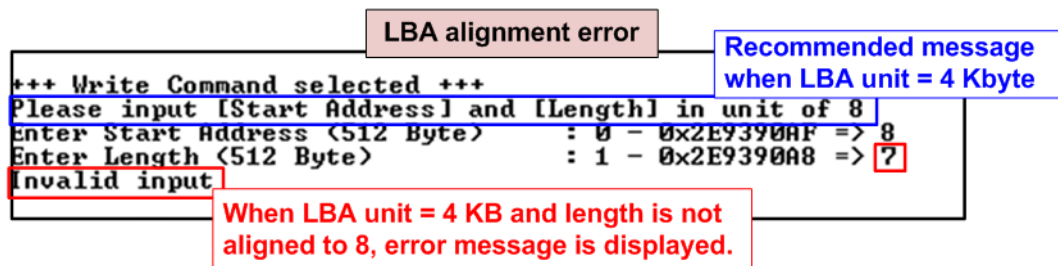 LBA alignment error
Recommended message
when LBA unit = 4 Kbyte
+++ Write Command selected +++
Please input [Start Address] and [Length] in unit of 8
Enter Start Address (512 Byte) : 0 - 0x2E9390AF => 8
Enter Length (512 Byte) : 1 - 0x2E9390A8 => 7
Invalid input
When LBA unit = 4 KB and length is not
aligned to 8, error message is displayed.